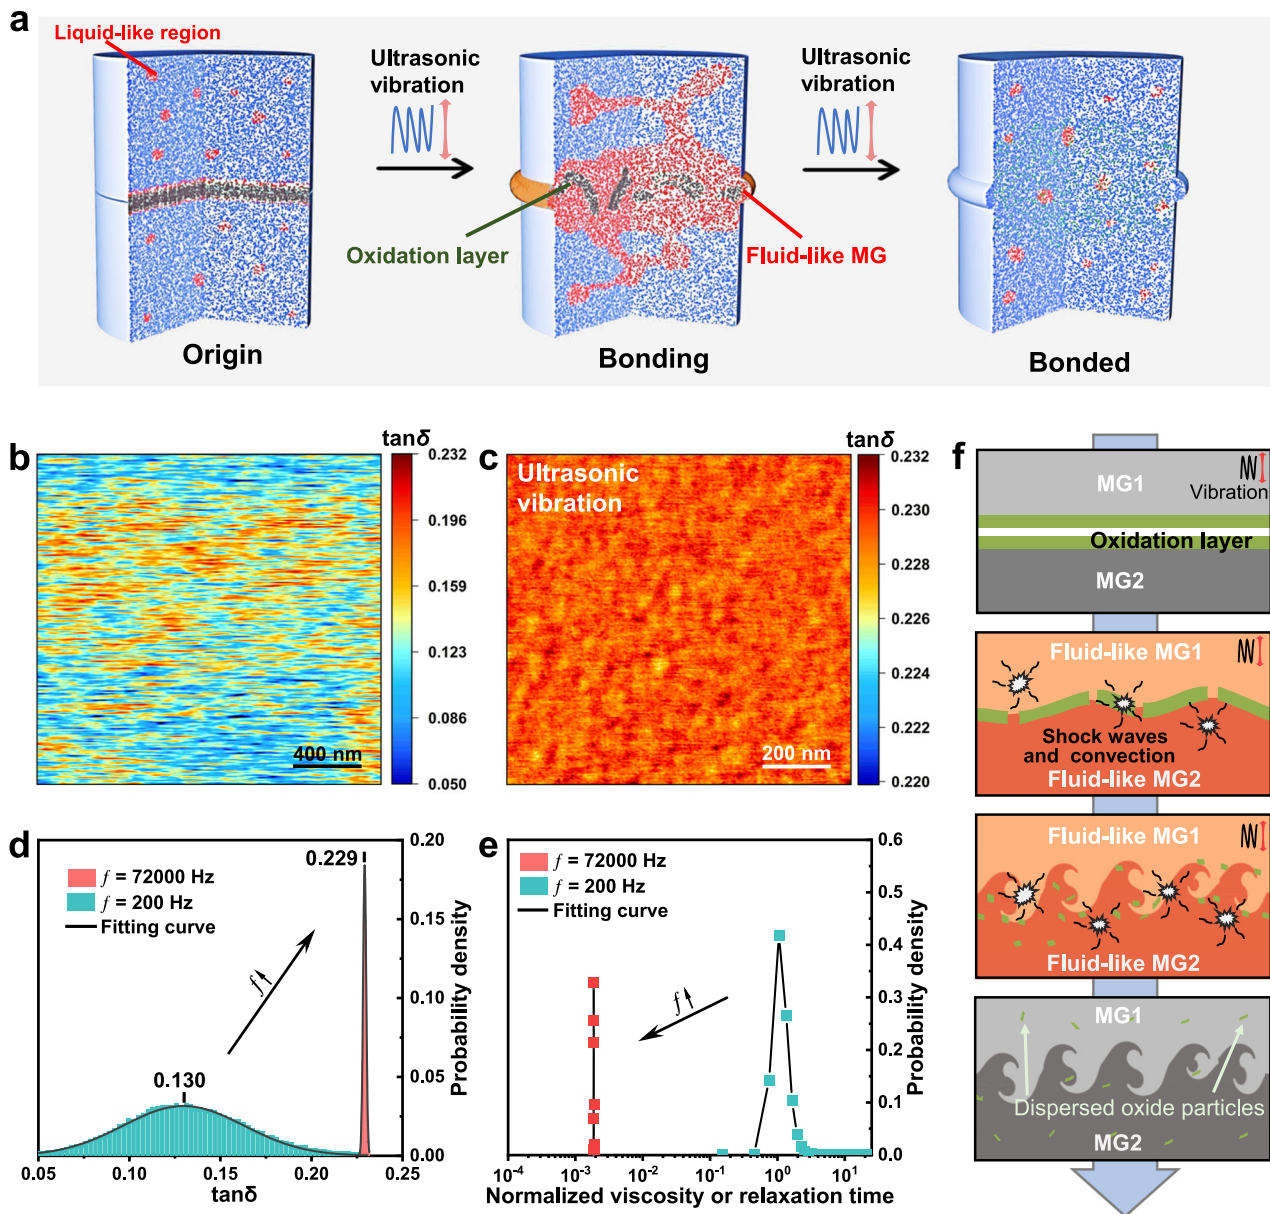 a
Liquid-like region
Ultrasonic
vibration
Ultrasonic
vibration
Oxidation layer
Fluid-like MG
Origin
Bonding
Bonded
b
tanδ
0.232
0.196
0.159
0.123
0.086
0.050
400 nm
c
Ultrasonic
vibration
tanδ
0.232
0.230
0.228
0.226
0.224
0.222
0.220
200 nm
d
f = 72000 Hz
f = 200 Hz
Fitting curve
0.229
0.130
f
0.20
0.15
0.10
0.05
0.00
Probability density
0.05
0.10
0.15
0.20
0.25
tanδ
e
f = 72000 Hz
f = 200 Hz
Fitting curve
f
0.6
0.5
0.4
0.3
0.2
0.1
0.0
Probability density
10⁻⁴
10⁻³
10⁻²
10⁻¹
10⁰
10¹
Normalized viscosity or relaxation time
f
MG1
Vibration
Oxidation layer
MG2
Fluid-like MG1
Shock waves
and convection
Fluid-like MG2
Fluid-like MG1
Fluid-like MG2
MG1
Dispersed oxide particles
MG2